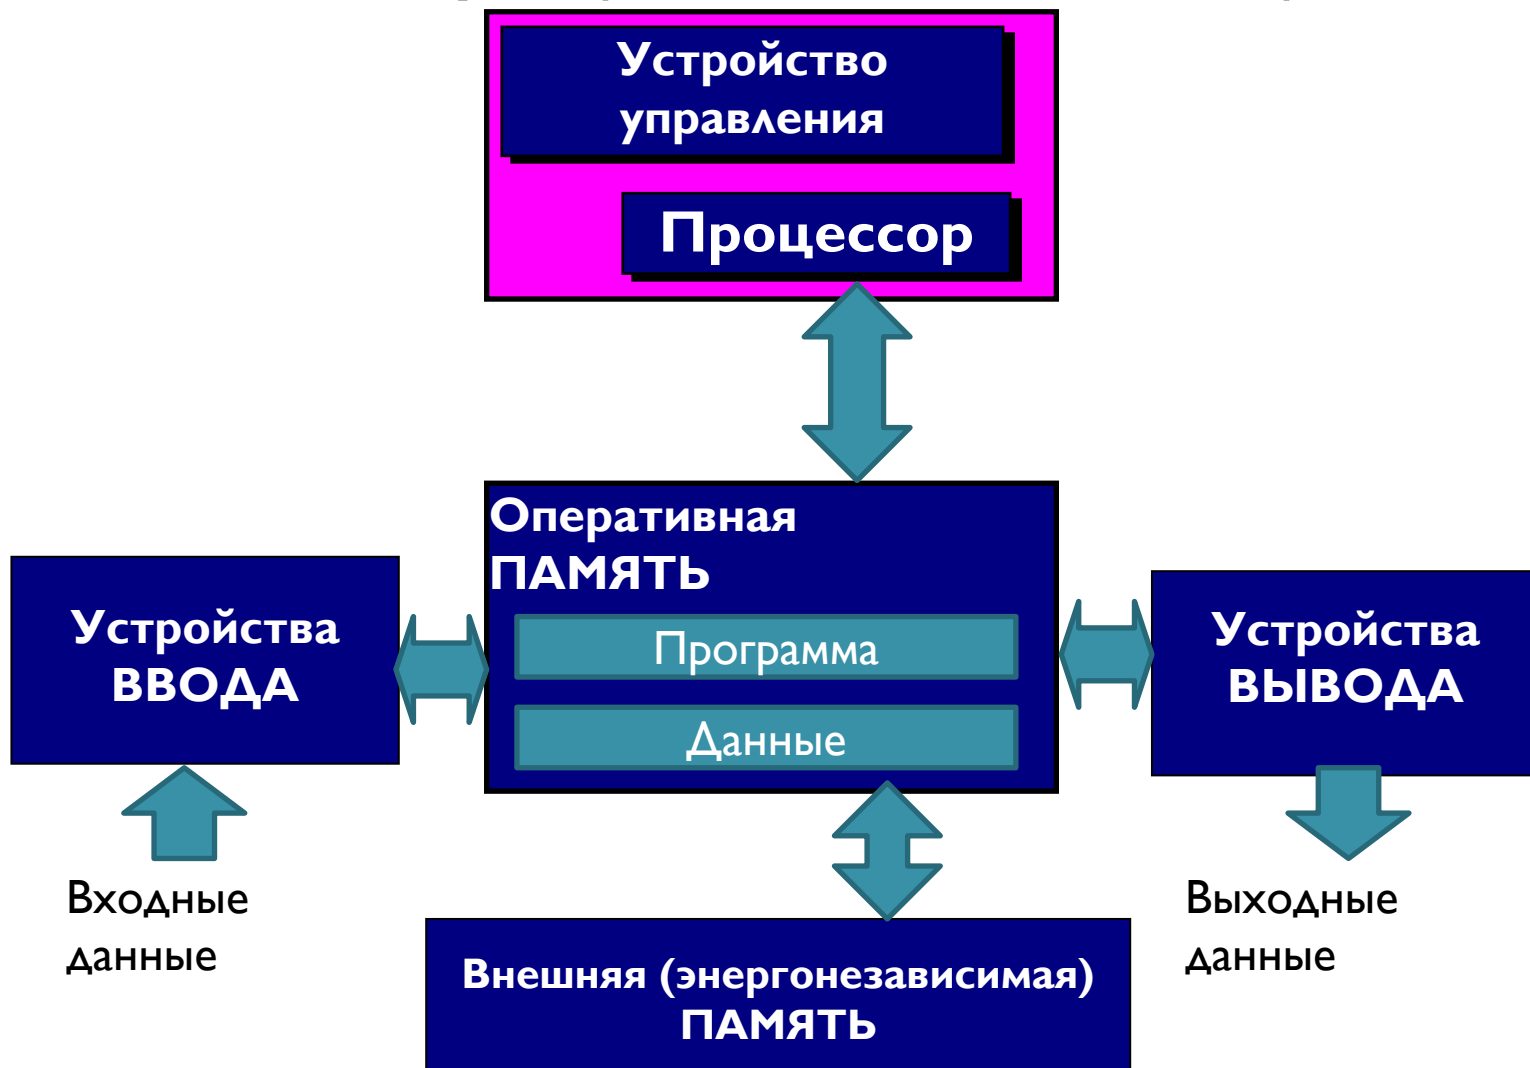 Устройство
управления
Процессор
Оперативная
ПАМЯТЬ
Программа
Данные
Устройства
ВВОДА
Устройства
ВЫВОДА
Входные
данные
Выходные
данные
Внешняя (энергонезависимая)
ПАМЯТЬ